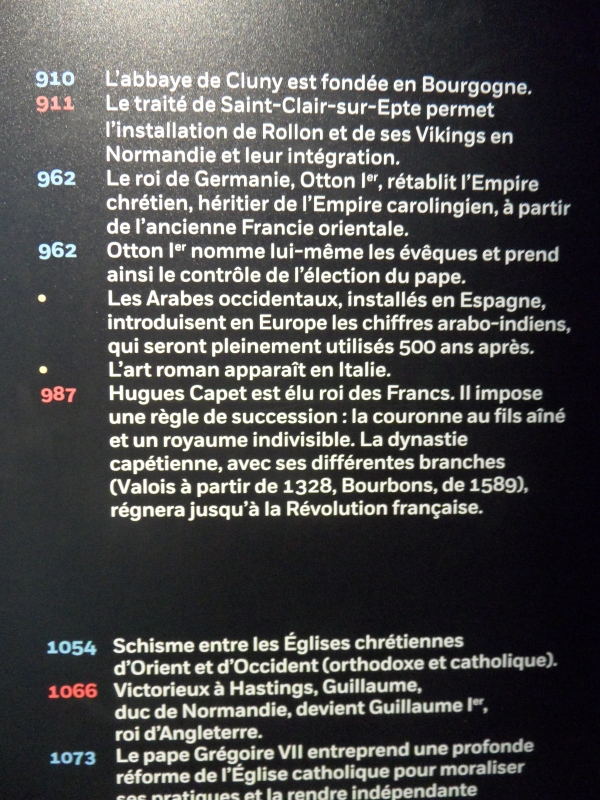 910 L'abbaye de Cluny est fondée en Bourgogne.
911 Le traité de Saint-Clair-sur-Epte permet
l'installation de Rollon et de ses Vikings en
Normandie et leur intégration.
962 Le roi de Germanie, Otton Ier, rétablit l'Empire
chrétien, héritier de l'Empire carolingien, à partir
de l'ancienne Francie orientale.
962 Otton Ier nomme lui-même les évêques et prend
ainsi le contrôle de l'élection du pape.
• Les Arabes occidentaux, installés en Espagne,
introduisent en Europe les chiffres arabo-indiens,
qui seront pleinement utilisés 500 ans après.
• L'art roman apparaît en Italie.
987 Hugues Capet est élu roi des Francs. Il impose
une règle de succession : la couronne au fils aîné
et un royaume indivisible. La dynastie
capétienne, avec ses différentes branches
(Valois à partir de 1328, Bourbons, de 1589),
régnera jusqu'à la Révolution française.
1054 Schisme entre les Églises chrétiennes
d'Orient et d'Occident (orthodoxe et catholique).
1066 Victorieux à Hastings, Guillaume,
duc de Normandie, devient Guillaume Ier,
roi d'Angleterre.
1073 Le pape Grégoire VII entreprend une profonde
réforme de l'Église catholique pour moraliser
ses pratiques et la rendre indépendante